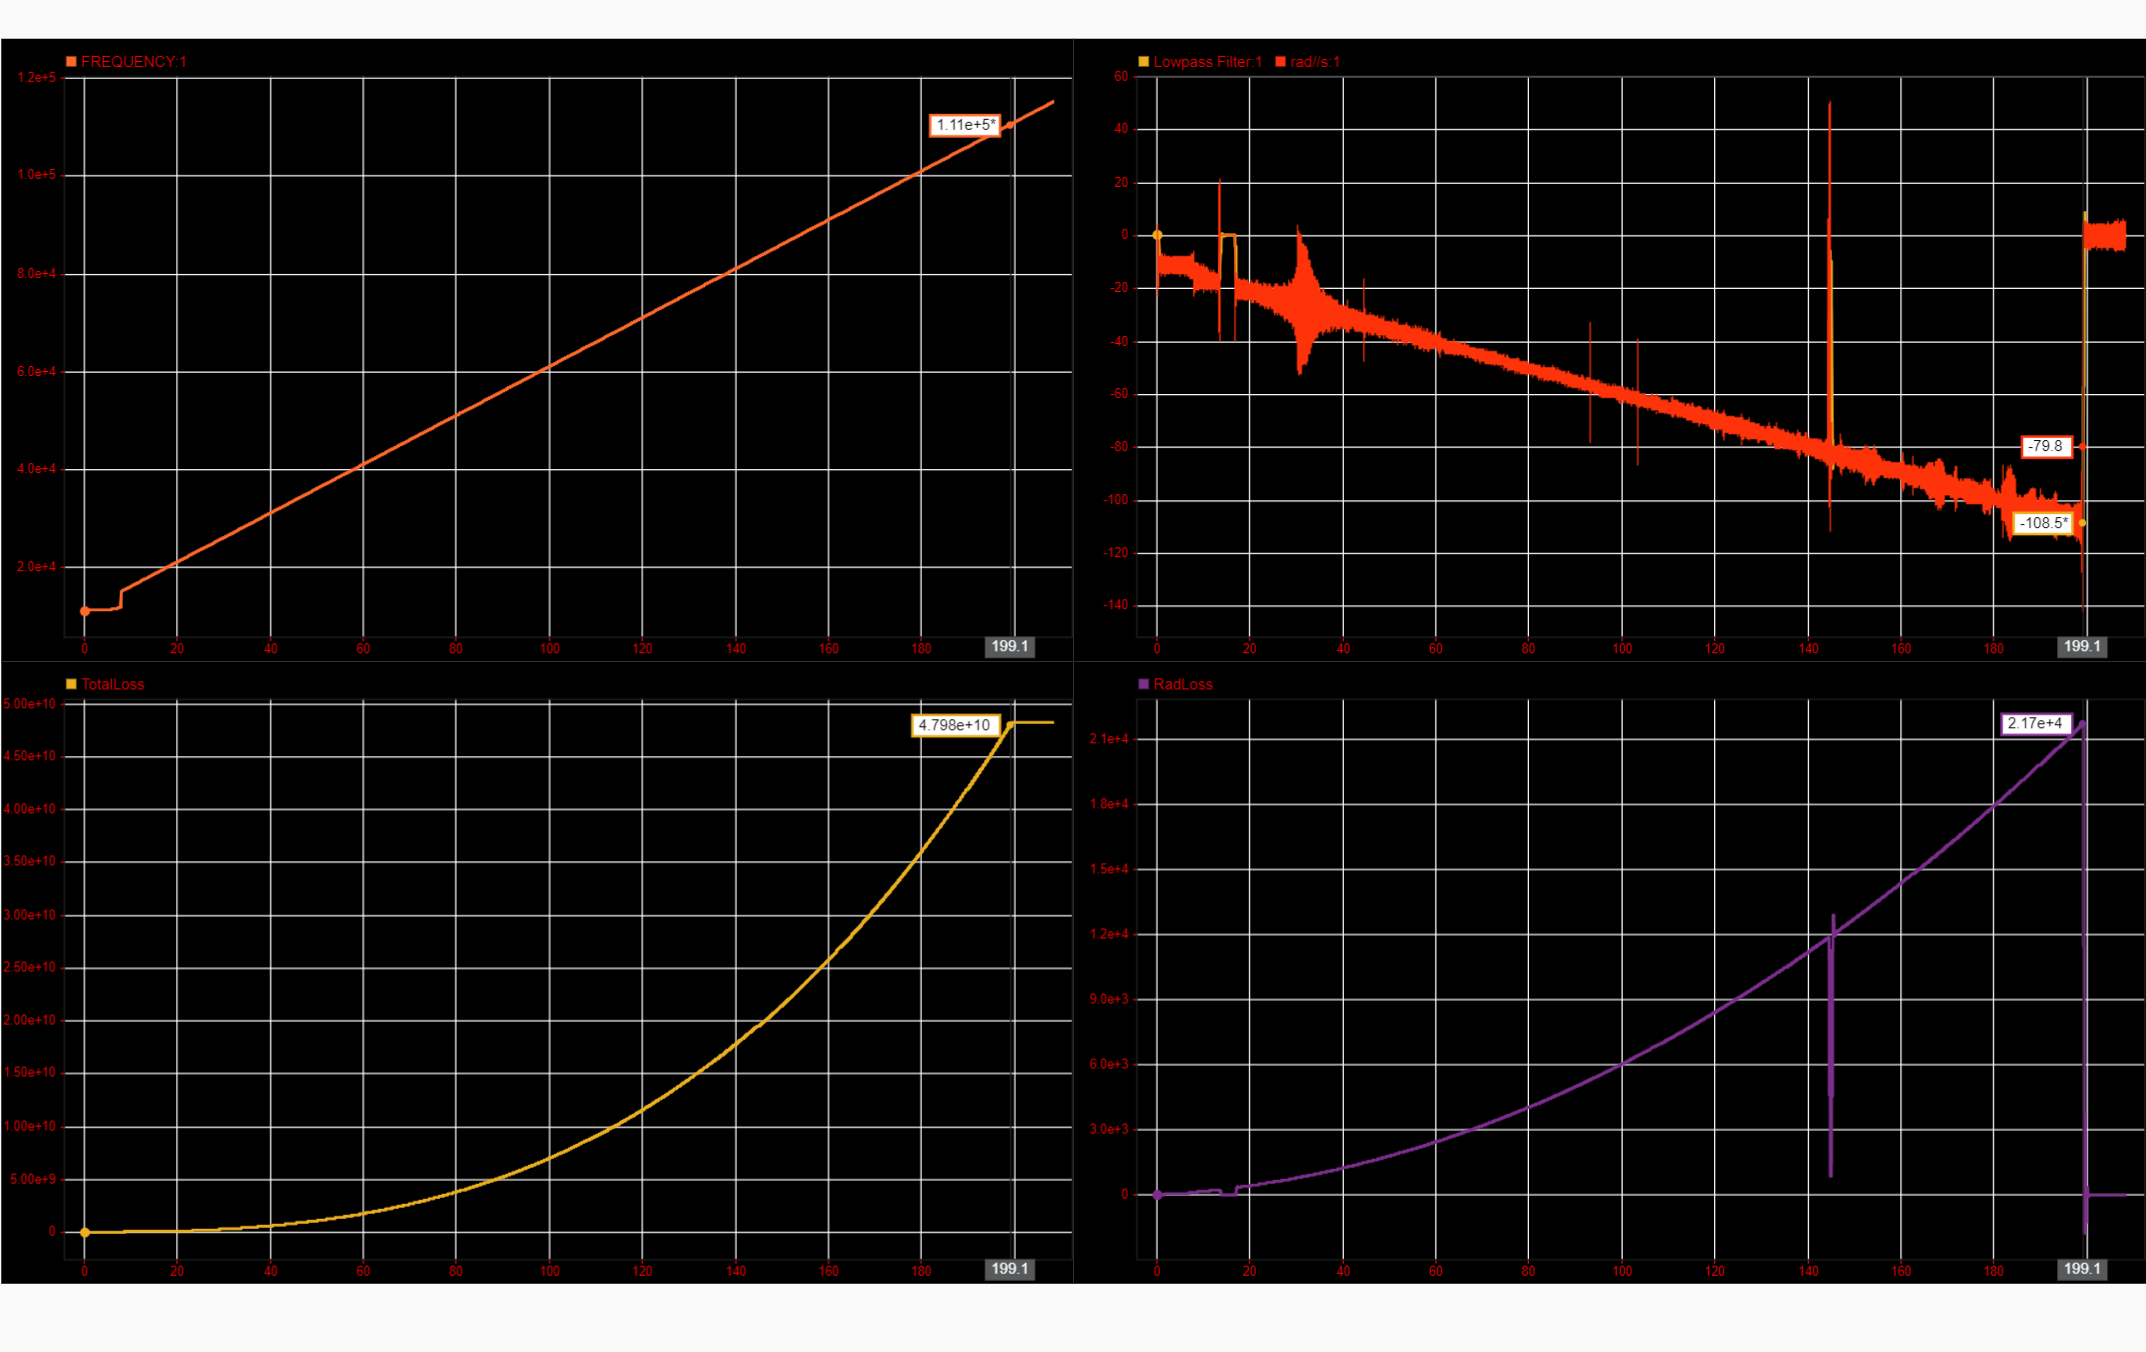 FREQUENCY:1
1.2e+5
1.0e+5
8.0e+4
6.0e+4
4.0e+4
2.0e+4
1.11e+5*
0 20 40 60 80 100 120 140 160 180 199.1
Lowpass Filter:1 rad//s:1
60
40
20
0
-20
-40
-60
-80
-100
-120
-140
-79.8
-108.5*
0 20 40 60 80 100 120 140 160 180 199.1
TotalLoss
5.00e+10
4.50e+10
4.00e+10
3.50e+10
3.00e+10
2.50e+10
2.00e+10
1.50e+10
1.00e+10
5.00e+9
0
4.798e+10
0 20 40 60 80 100 120 140 160 180 199.1
RadLoss
2.1e+4
1.8e+4
1.5e+4
1.2e+4
9.0e+3
6.0e+3
3.0e+3
0
2.17e+4
0 20 40 60 80 100 120 140 160 180 199.1